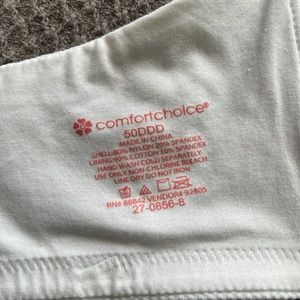 comfortchoice®
50DDD
MADE IN CHINA
SHELL:80% NYLON 20% SPANDEX
LINING:90% COTTON 10% SPANDEX
HAND WASH COLD SEPARATELY
USE ONLY NON-CHLORINE BLEACH
LINE DRY DO NOT IRON
RN# 88842 VENDOR# 92405
27-0856-8